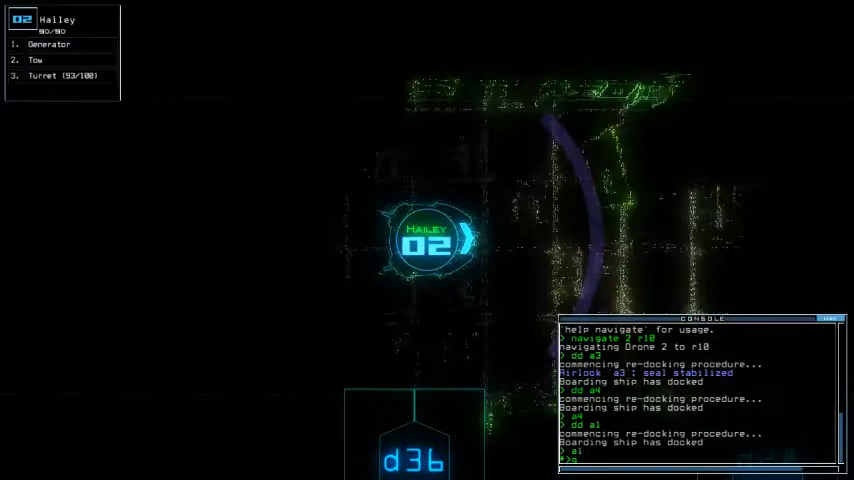 02 Hailey
90/90
1. Generator
2. Tow
3. Turret (93/100)
HAILEY
02
d36
CONSOLE
'help navigate' for usage.
> navigate 2 r10
navigating Drone 2 to r10
> dd a3
commencing re-docking procedure...
Airlock 'a3': seal stabilized
Boarding ship has docked
> dd a4
commencing re-docking procedure...
Boarding ship has docked
> a4
> dd a1
commencing re-docking procedure...
Boarding ship has docked
> a1